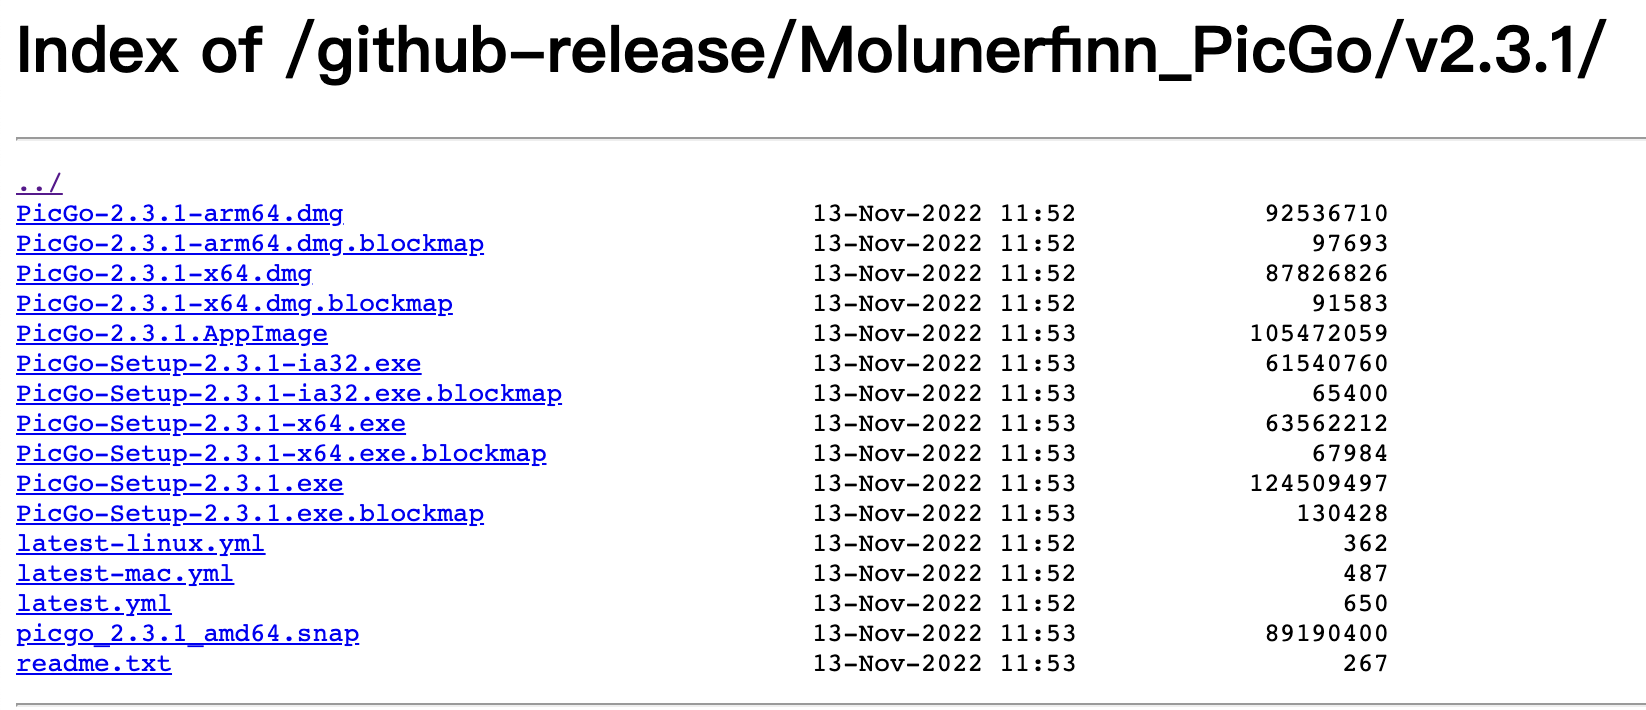 Index of /github-release/Molunerfinn_PicGo/v2.3.1/
../
PicGo-2.3.1-arm64.dmg 13-Nov-2022 11:52 92536710
PicGo-2.3.1-arm64.dmg.blockmap 13-Nov-2022 11:52 97693
PicGo-2.3.1-x64.dmg 13-Nov-2022 11:52 87826826
PicGo-2.3.1-x64.dmg.blockmap 13-Nov-2022 11:52 91583
PicGo-2.3.1.AppImage 13-Nov-2022 11:53 105472059
PicGo-Setup-2.3.1-ia32.exe 13-Nov-2022 11:53 61540760
PicGo-Setup-2.3.1-ia32.exe.blockmap 13-Nov-2022 11:53 65400
PicGo-Setup-2.3.1-x64.exe 13-Nov-2022 11:53 63562212
PicGo-Setup-2.3.1-x64.exe.blockmap 13-Nov-2022 11:53 67984
PicGo-Setup-2.3.1.exe 13-Nov-2022 11:53 124509497
PicGo-Setup-2.3.1.exe.blockmap 13-Nov-2022 11:53 130428
latest-linux.yml 13-Nov-2022 11:52 362
latest-mac.yml 13-Nov-2022 11:52 487
latest.yml 13-Nov-2022 11:52 650
picgo_2.3.1_amd64.snap 13-Nov-2022 11:53 89190400
readme.txt 13-Nov-2022 11:53 267